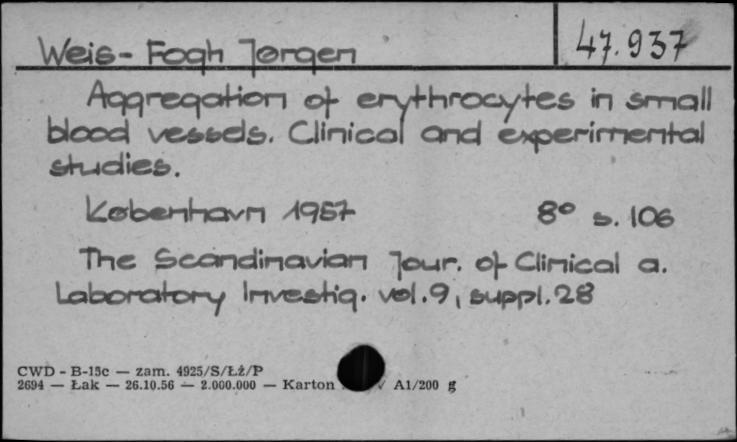 Weis-Fogh Jørgen
47.937
Aggregation of erythrocytes in small
blood vessels. Clinical and experimental
studies.
København 1957 8° s. 106
The Scandinavian Jour. of Clinical a.
Laboratory Investig. vol.9, suppl.28
CWD - B-15c — zam. 4925/S/Łż/P
2694 — Łak — 26.10.56 — 2.000.000 — Karton A1/200 g